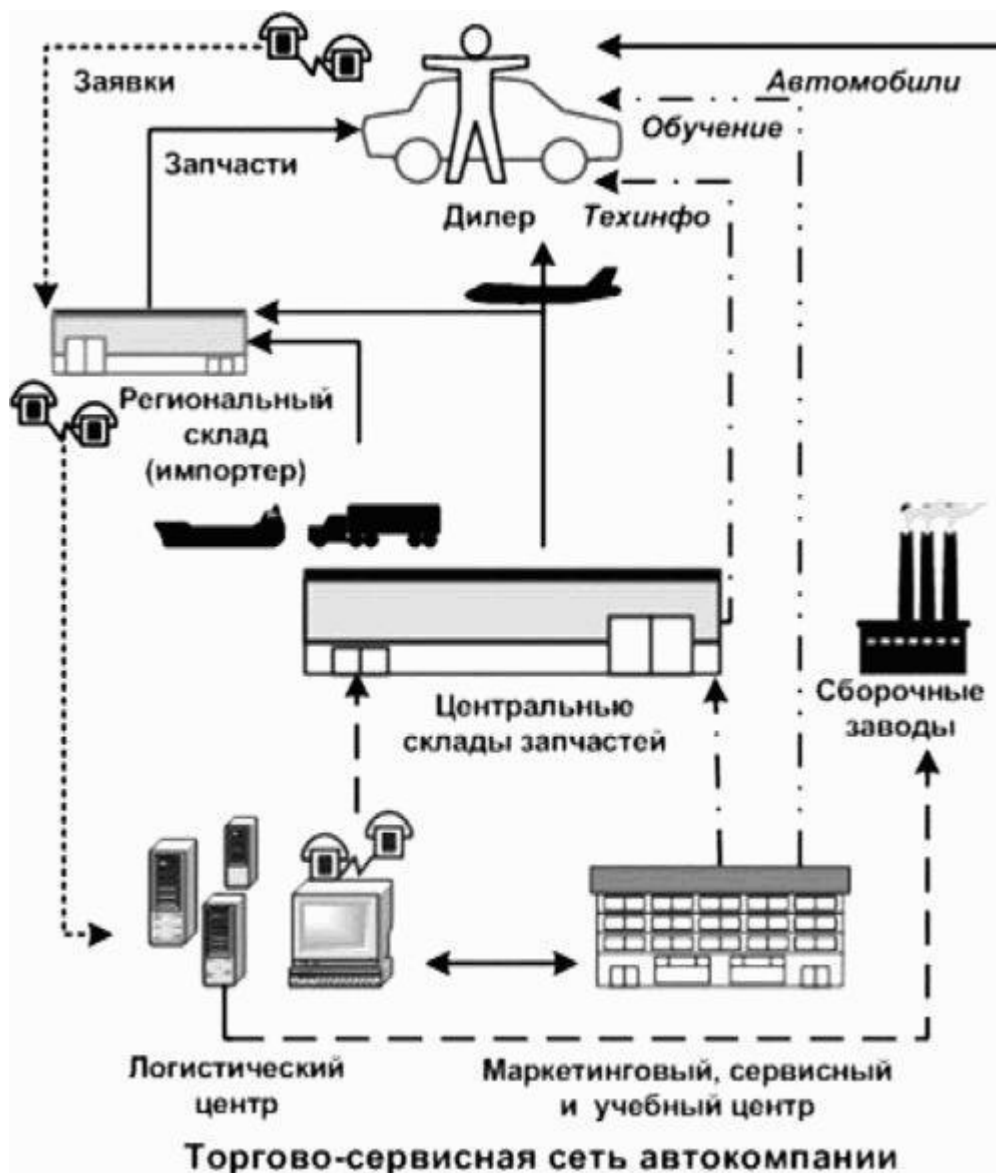 Заявки
Автомобили
Обучение
Запчасти
Дилер
Техинфо
Региональный
склад
(импортер)
Сборочные
заводы
Центральные
склады запчастей
Логистический
центр
Маркетинговый, сервисный
и учебный центр
Торгово-сервисная сеть автокомпании